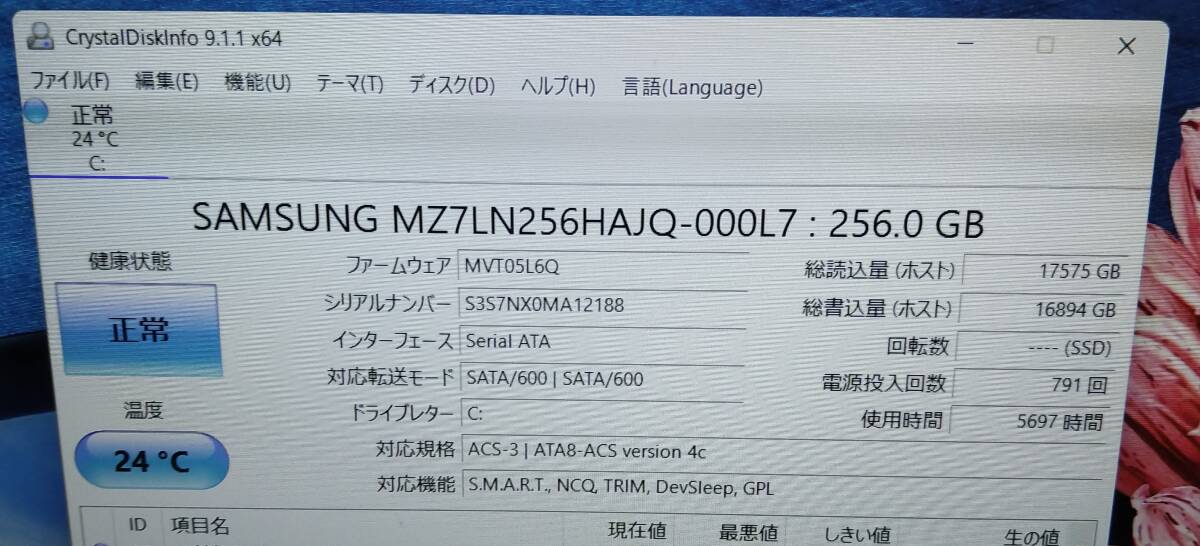 CrystalDiskInfo 9.1.1 x64
ファイル(F) 編集(E) 機能(U) テーマ(T) ディスク(D) ヘルプ(H) 言語(Language)
正常
24 °C
C:
SAMSUNG MZ7LN256HAJQ-000L7 : 256.0 GB
健康状態
正常
温度
24 °C
ファームウェア MVT05L6Q
シリアルナンバー S3S7NX0MA12188
インターフェース Serial ATA
対応転送モード SATA/600 | SATA/600
ドライブレター C:
対応規格 ACS-3 | ATA8-ACS version 4c
対応機能 S.M.A.R.T., NCQ, TRIM, DevSleep, GPL
総読込量 (ホスト) 17575 GB
総書込量 (ホスト) 16894 GB
回転数 ---- (SSD)
電源投入回数 791 回
使用時間 5697 時間
ID 項目名 現在値 最悪値 しきい値 生の値